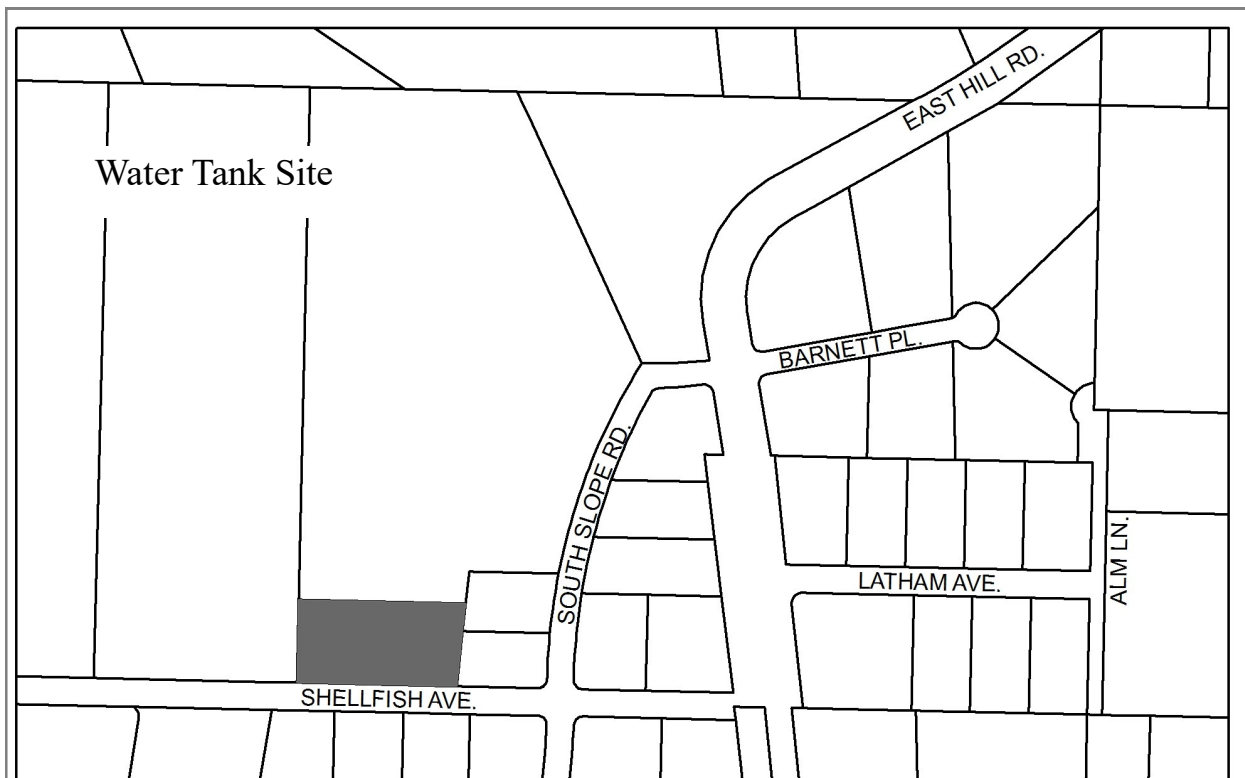 EAST HILL RD.
Water Tank Site
BARNETT PL.
SOUTH SLOPE RD.
ALM LN.
LATHAM AVE.
SHELLFISH AVE.